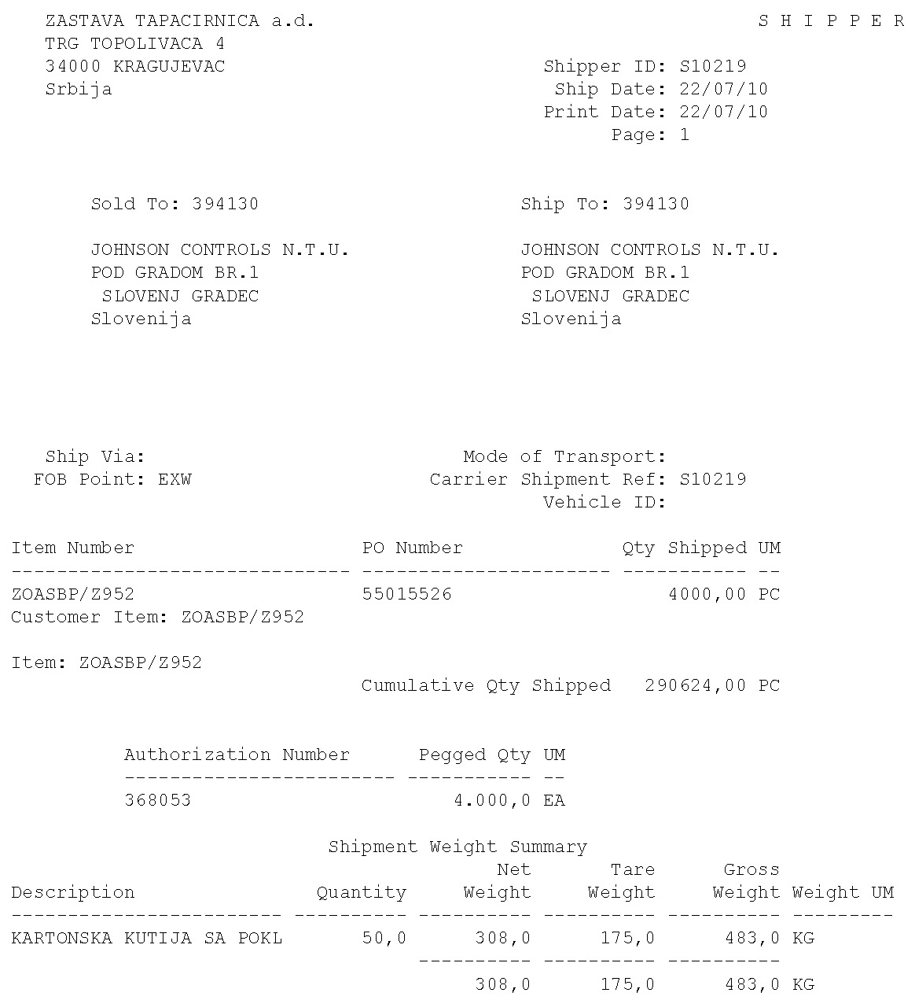 ZASTAVA TAPACIRNICA a.d. S H I P P E R
TRG TOPOLIVACA 4
34000 KRAGUJEVAC Shipper ID: S10219
Srbija Ship Date: 22/07/10
Print Date: 22/07/10
Page: 1
Sold To: 394130 Ship To: 394130
JOHNSON CONTROLS N.T.U. JOHNSON CONTROLS N.T.U.
POD GRADOM BR.1 POD GRADOM BR.1
SLOVENJ GRADEC SLOVENJ GRADEC
Slovenija Slovenija
Ship Via: Mode of Transport:
FOB Point: EXW Carrier Shipment Ref: S10219
Vehicle ID:
Item Number PO Number Qty Shipped UM
------------------------------ ---------------------- ----------- --
ZOASBP/Z952 55015526 4000,00 PC
Customer Item: ZOASBP/Z952
Item: ZOASBP/Z952
Cumulative Qty Shipped 290624,00 PC
Authorization Number Pegged Qty UM
------------------------ ----------- --
368053 4.000,0 EA
Shipment Weight Summary
Net Tare Gross
Description Quantity Weight Weight Weight Weight UM
------------------------ ---------- ---------- ---------- ---------- ---------
KARTONSKA KUTIJA SA POKL 50,0 308,0 175,0 483,0 KG
---------- ---------- ----------
308,0 175,0 483,0 KG